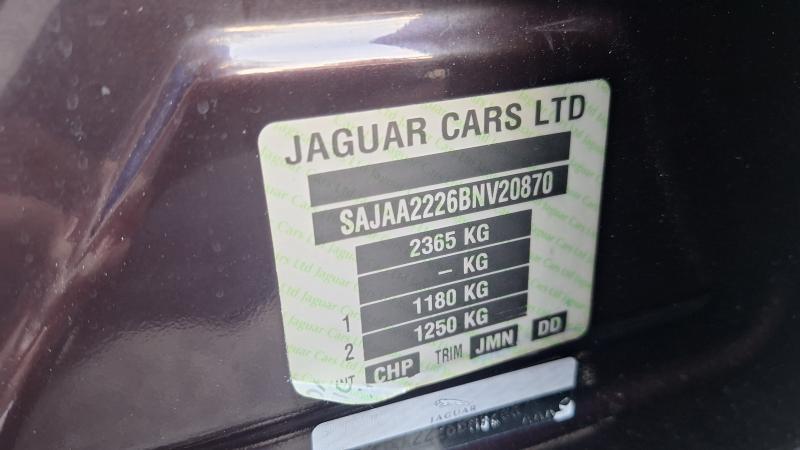 JAGUAR CARS LTD
SAJAA2226BNV20870
2365 KG
– KG
1 1180 KG
2 1250 KG
CHP TRIM JMN DD
JAGUAR